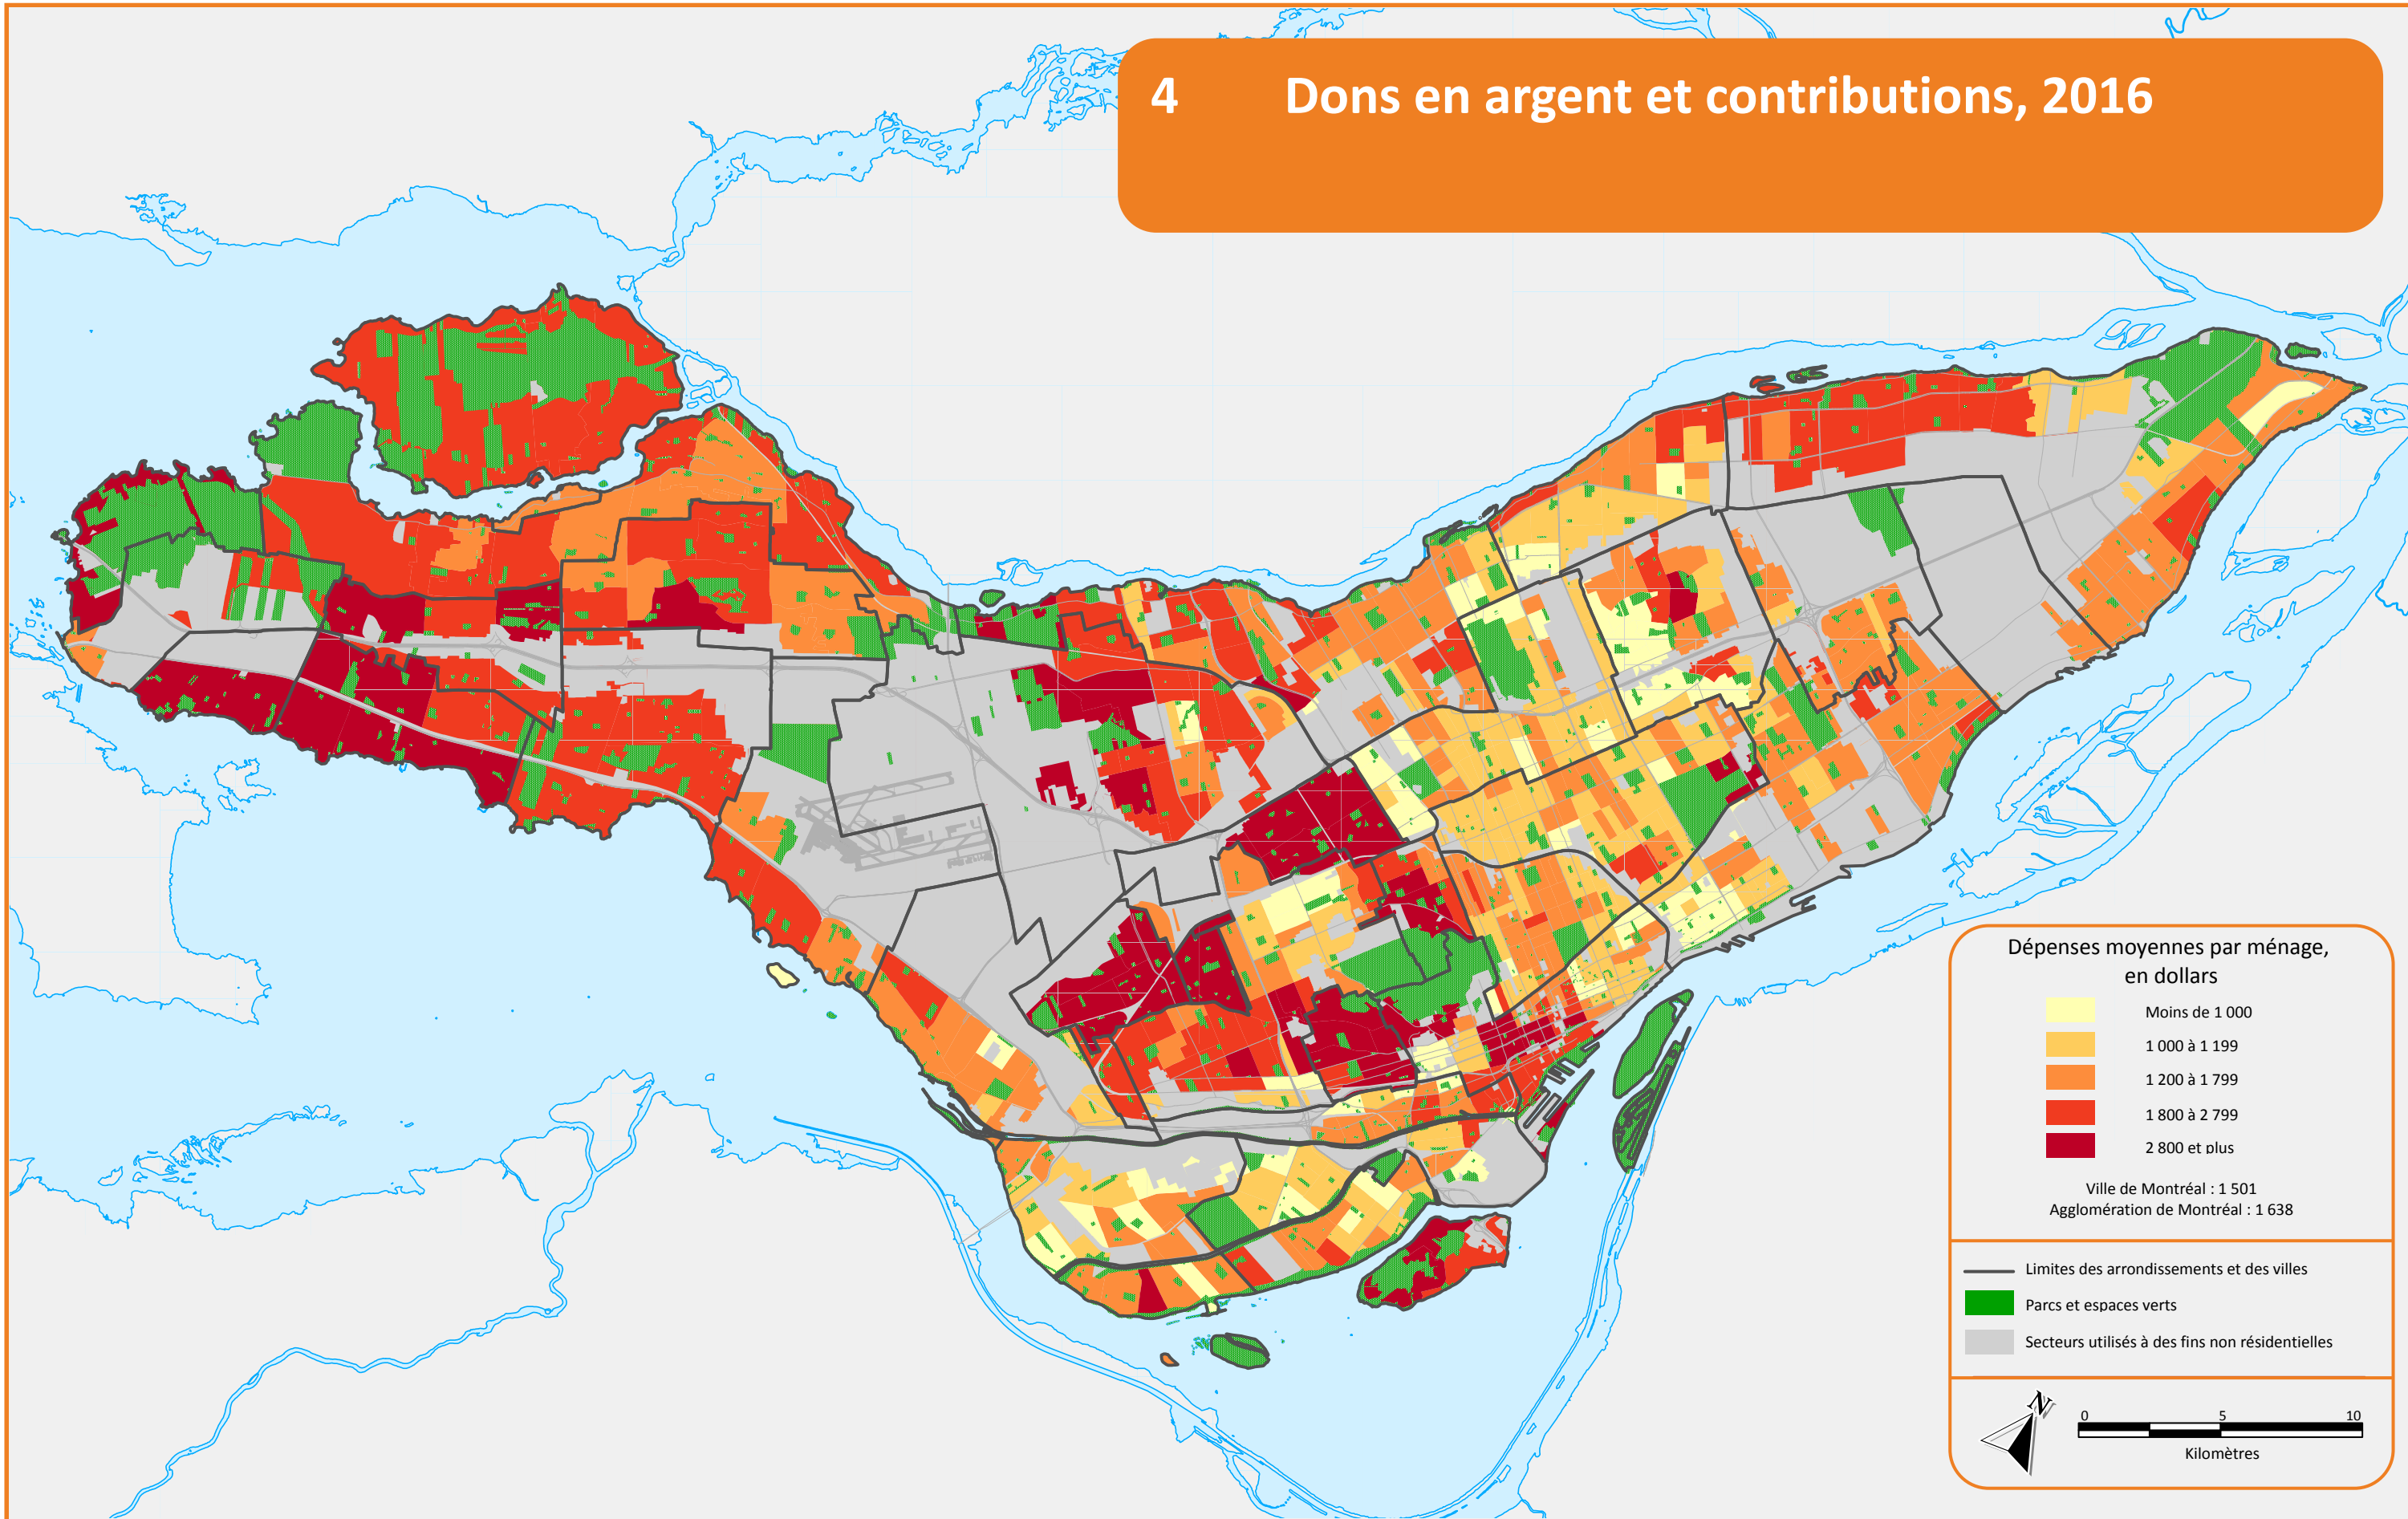 4 Dons en argent et contributions, 2016
Dépenses moyennes par ménage,
en dollars
Moins de 1 000
1 000 à 1 199
1 200 à 1 799
1 800 à 2 799
2 800 et plus
Ville de Montréal : 1 501
Agglomération de Montréal : 1 638
Limites des arrondissements et des villes
Parcs et espaces verts
Secteurs utilisés à des fins non résidentielles
N
0 5 10
Kilomètres